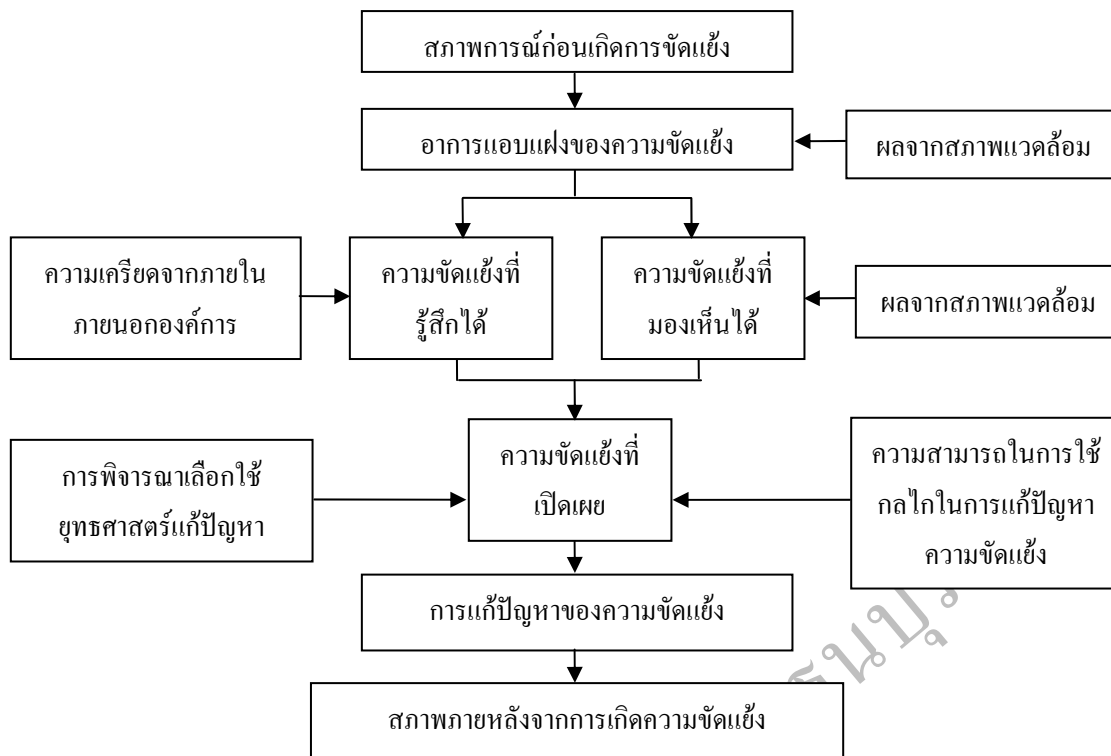 สภาพการณ์ก่อนเกิดการขัดแย้ง
อาการแอบแฝงของความขัดแย้ง
ผลจากสภาพแวดล้อม
ความเครียดจากภายใน
ภายนอกองค์การ
ความขัดแย้งที่
รู้สึกได้
ความขัดแย้งที่
มองเห็นได้
ผลจากสภาพแวดล้อม
การพิจารณาเลือกใช้
ยุทธศาสตร์แก้ปัญหา
ความขัดแย้งที่
เปิดเผย
ความสามารถในการใช้
กลไกในการแก้ปัญหา
ความขัดแย้ง
การแก้ปัญหาของความขัดแย้ง
สภาพภายหลังจากการเกิดความขัดแย้ง